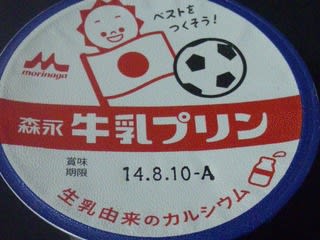 ベストを
つくそう!
morinaga
森永 牛乳プリン
賞味
期限
14.8.10-A
生乳由来のカルシウム